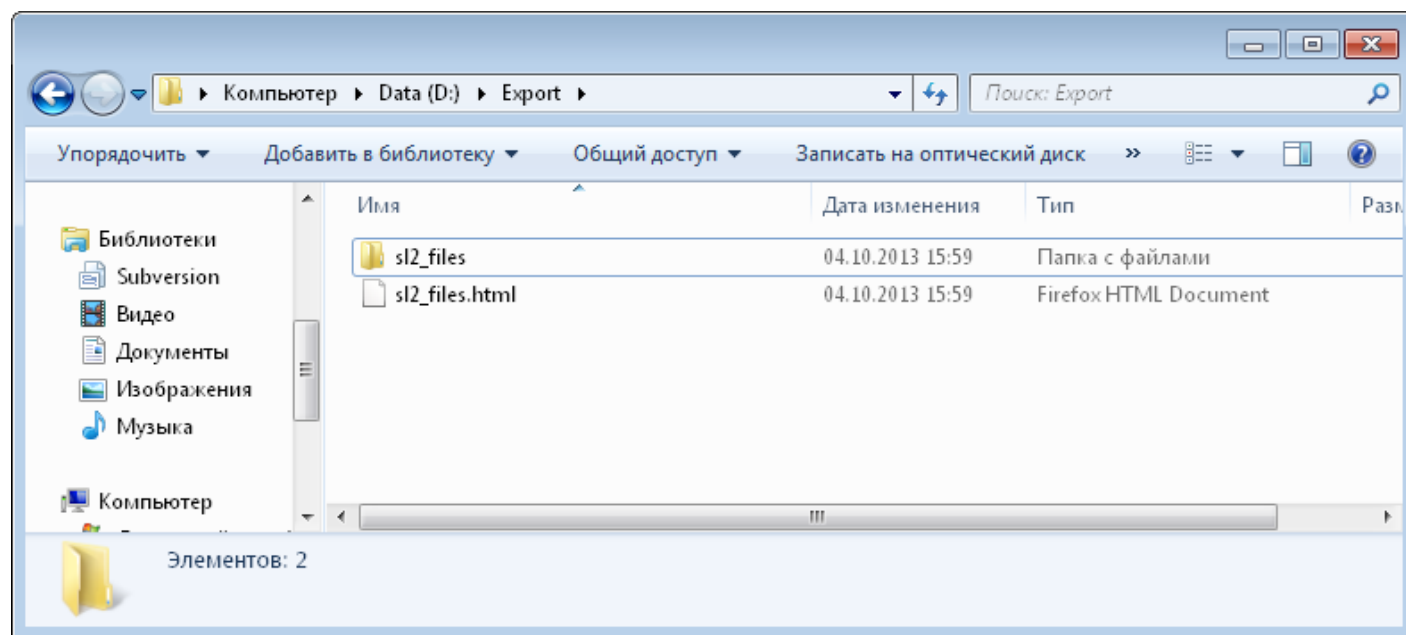 Компьютер Data (D:) Export Поиск: Export
Упорядочить Добавить в библиотеку Общий доступ Записать на оптический диск »
Имя Дата изменения Тип
Библиотеки
sl2_files 04.10.2013 15:59 Папка с файлами
Subversion
sl2_files.html 04.10.2013 15:59 Firefox HTML Document
Видео
Документы
Изображения
Музыка
Компьютер
Элементов: 2